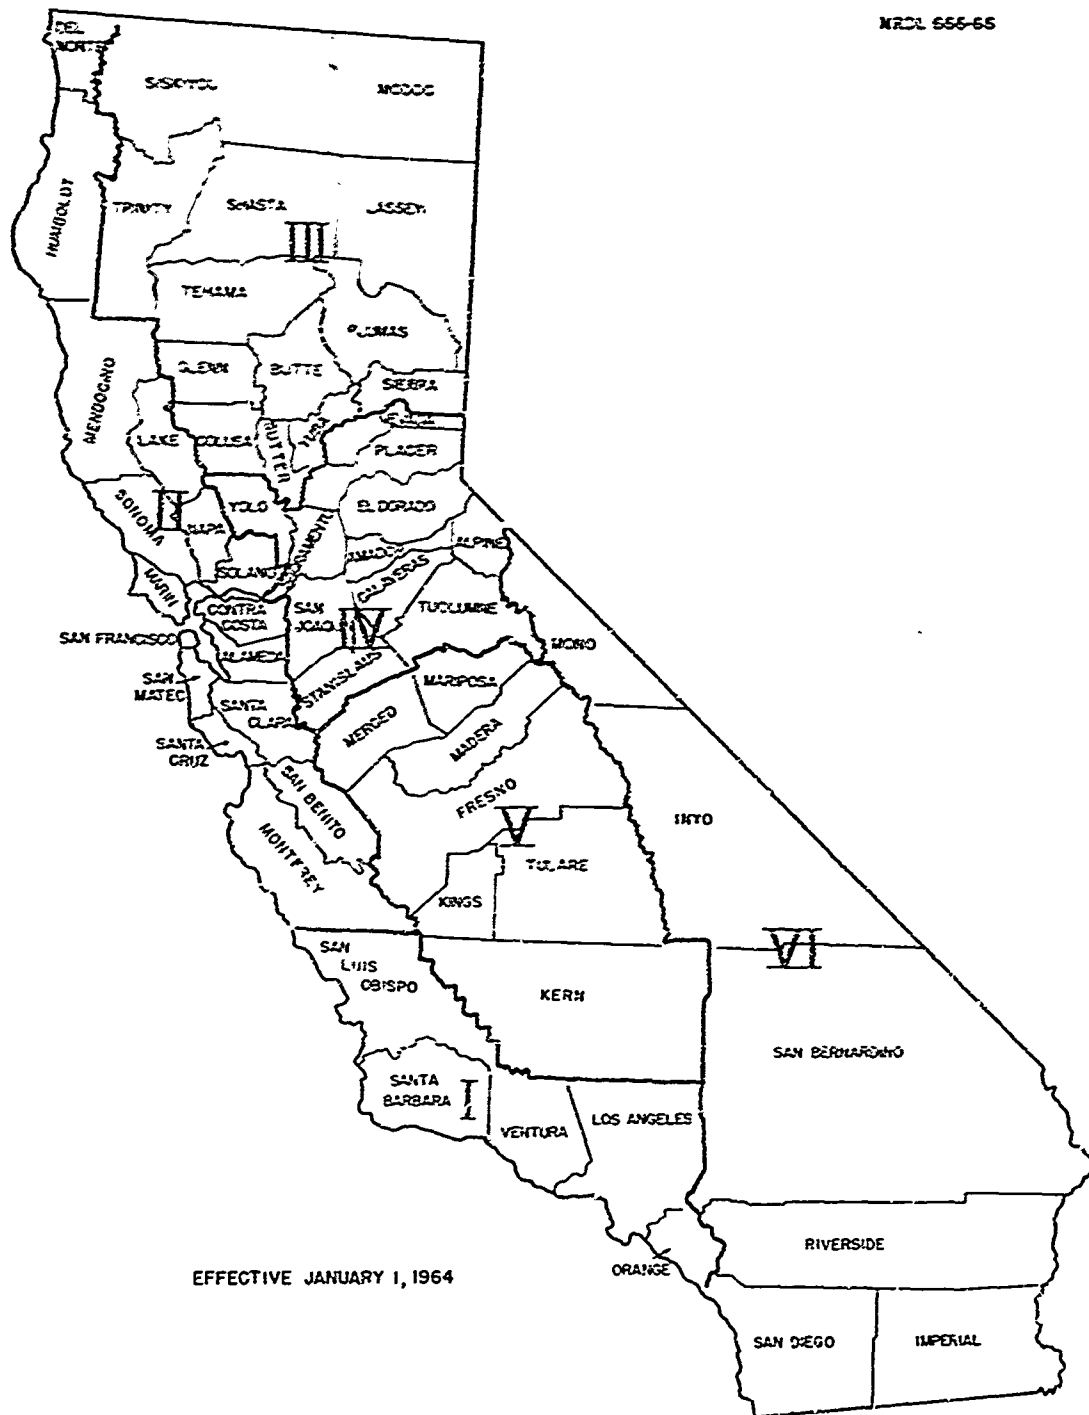 DEL
NORTE
SISKIYOU
MODOC
HUMBOLDT
TRINITY
SHASTA
LASSEN
III
TEHAMA
PLUMAS
MENDOCINO
GLENN
BUTTE
SIERRA
LAKE
COLUSA
SUTTER
YUBA
PLACER
SONOMA
II
NAPA
YOLO
EL DORADO
SACRAMENTO
MARIN
SOLANO
AMADOR
ALPINE
CALAVERAS
CONTRA
COSTA
SAN
JOAQUIN
IV
TUOLUMNE
MONO
SAN FRANCISCO
ALAMEDA
STANISLAUS
SAN
MATEO
SANTA
CLARA
MARIPOSA
MERCED
MADERA
SANTA
CRUZ
SAN BENITO
FRESNO
INYO
MONTEREY
V
TULARE
KINGS
SAN
LUIS
OBISPO
VI
KERN
SAN BERNARDINO
SANTA
BARBARA
I
VENTURA
LOS ANGELES
RIVERSIDE
ORANGE
EFFECTIVE JANUARY 1, 1964
SAN DIEGO
IMPERIAL